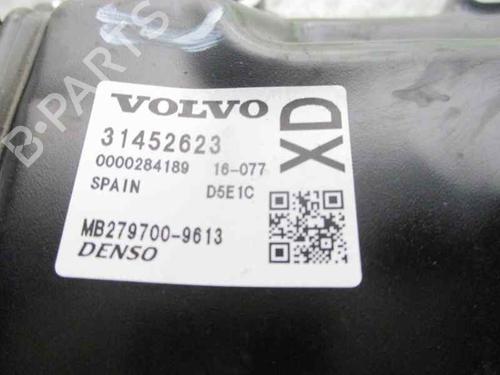 VOLVO
XD
31452623
0000284189 16-077
SPAIN D5E1C
MB279700-9613
DENSO
B-PARTS